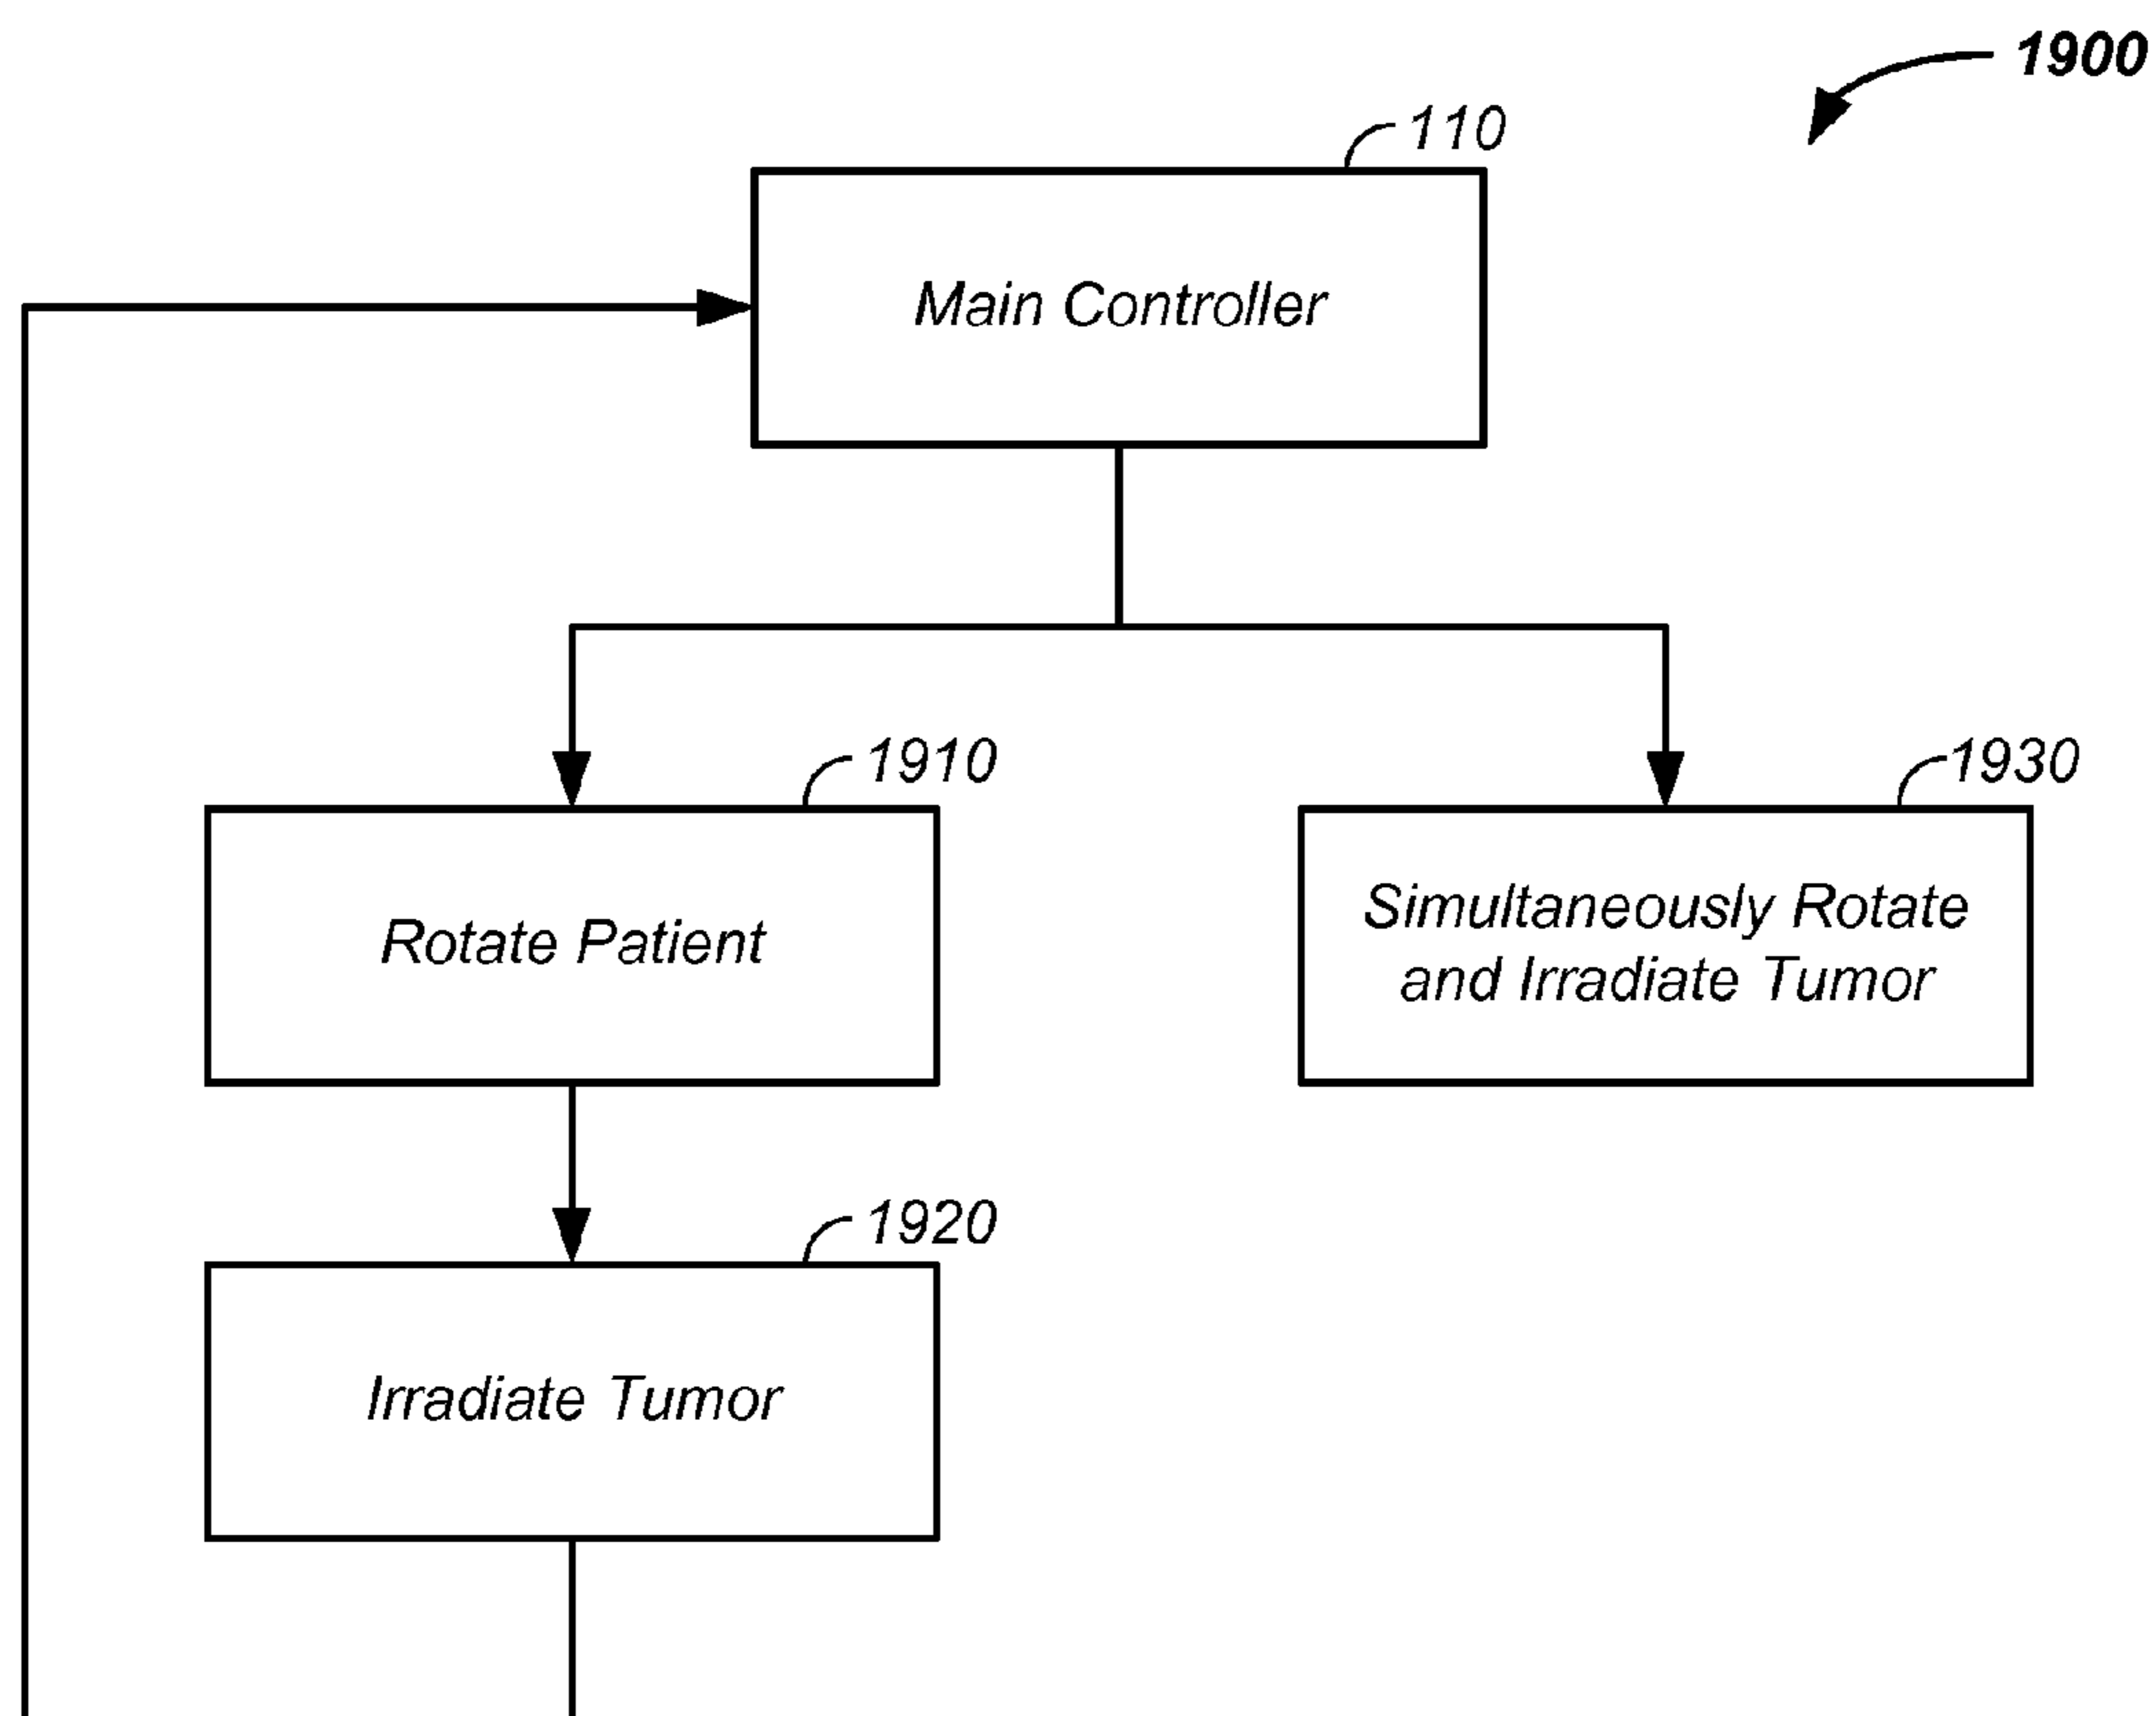 1900
110
Main Controller
1910
1930
Rotate Patient
Simultaneously Rotate
and Irradiate Tumor
1920
Irradiate Tumor